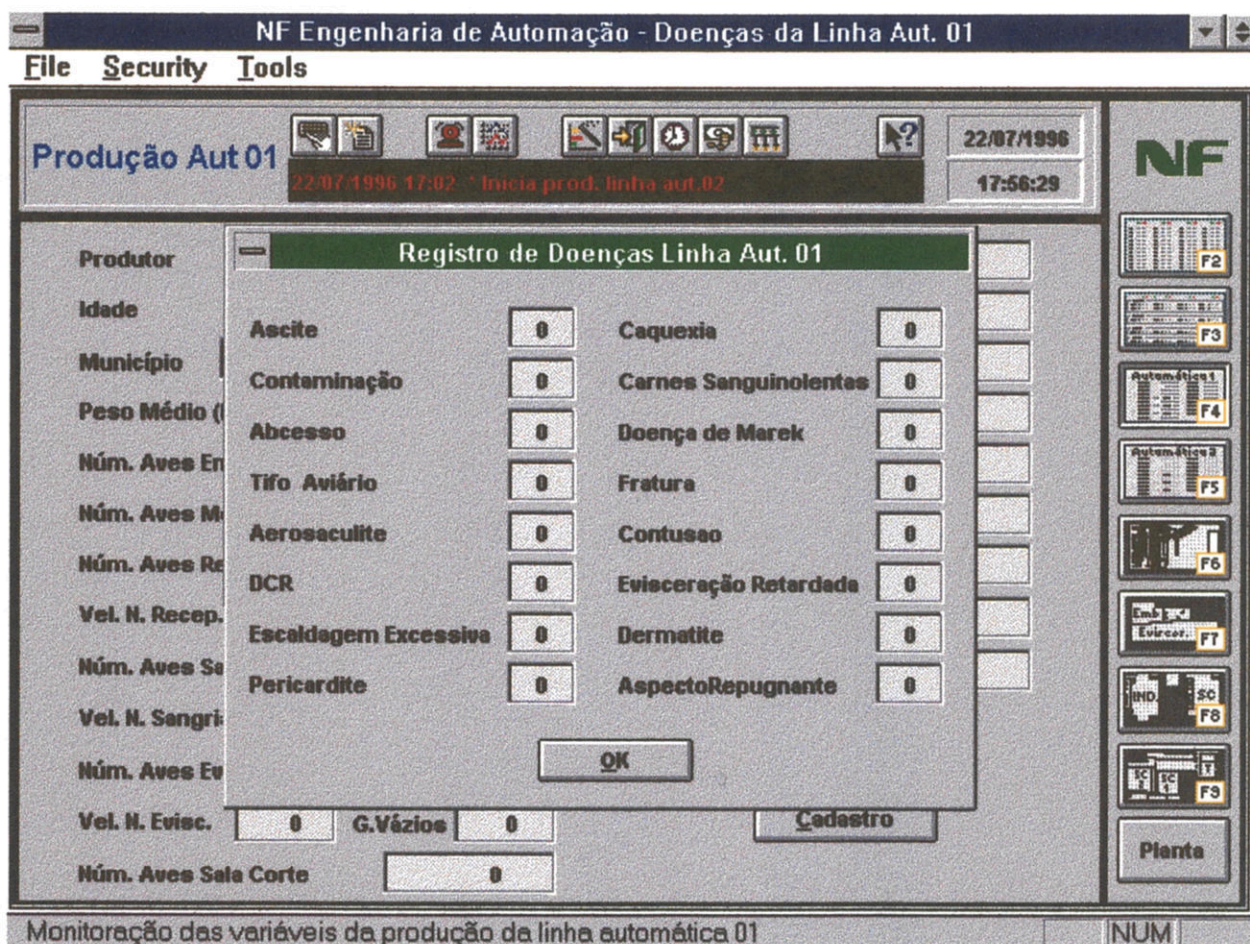 NF Engenharia de Automação - Doenças da Linha Aut. 01
File Security Tools
Produção Aut 01
22/07/1996 17:02 * Inicia prod. linha aut.02
22/07/1996
17:56:29
NF
Registro de Doenças Linha Aut. 01
Ascite 0 Caquexia 0
Contaminação 0 Carnes Sanguinolentas 0
Abcesso 0 Doença de Marek 0
Tifo Aviário 0 Fratura 0
Aerosaculite 0 Contusao 0
DCR 0 Evisceração Retardada 0
Escaldagem Excessiva 0 Dermatite 0
Pericardite 0 AspectoRepugnante 0
OK
Produtor
Idade
Município
Peso Médio (
Núm. Aves En
Núm. Aves M
Núm. Aves Re
Vel. N. Recep.
Núm. Aves Sa
Vel. N. Sangri
Núm. Aves Ev
Vel. N. Evisc. 0 G.Vázios 0 Cadastro
Núm. Aves Sala Corte 0
F2
F3
Automática 1
F4
Automática 2
F5
F6
Emb
Eviscer.
F7
IND. SC
F8
SC SC T
F9
Planta
Monitoração das variáveis da produção da linha automática 01 NUM